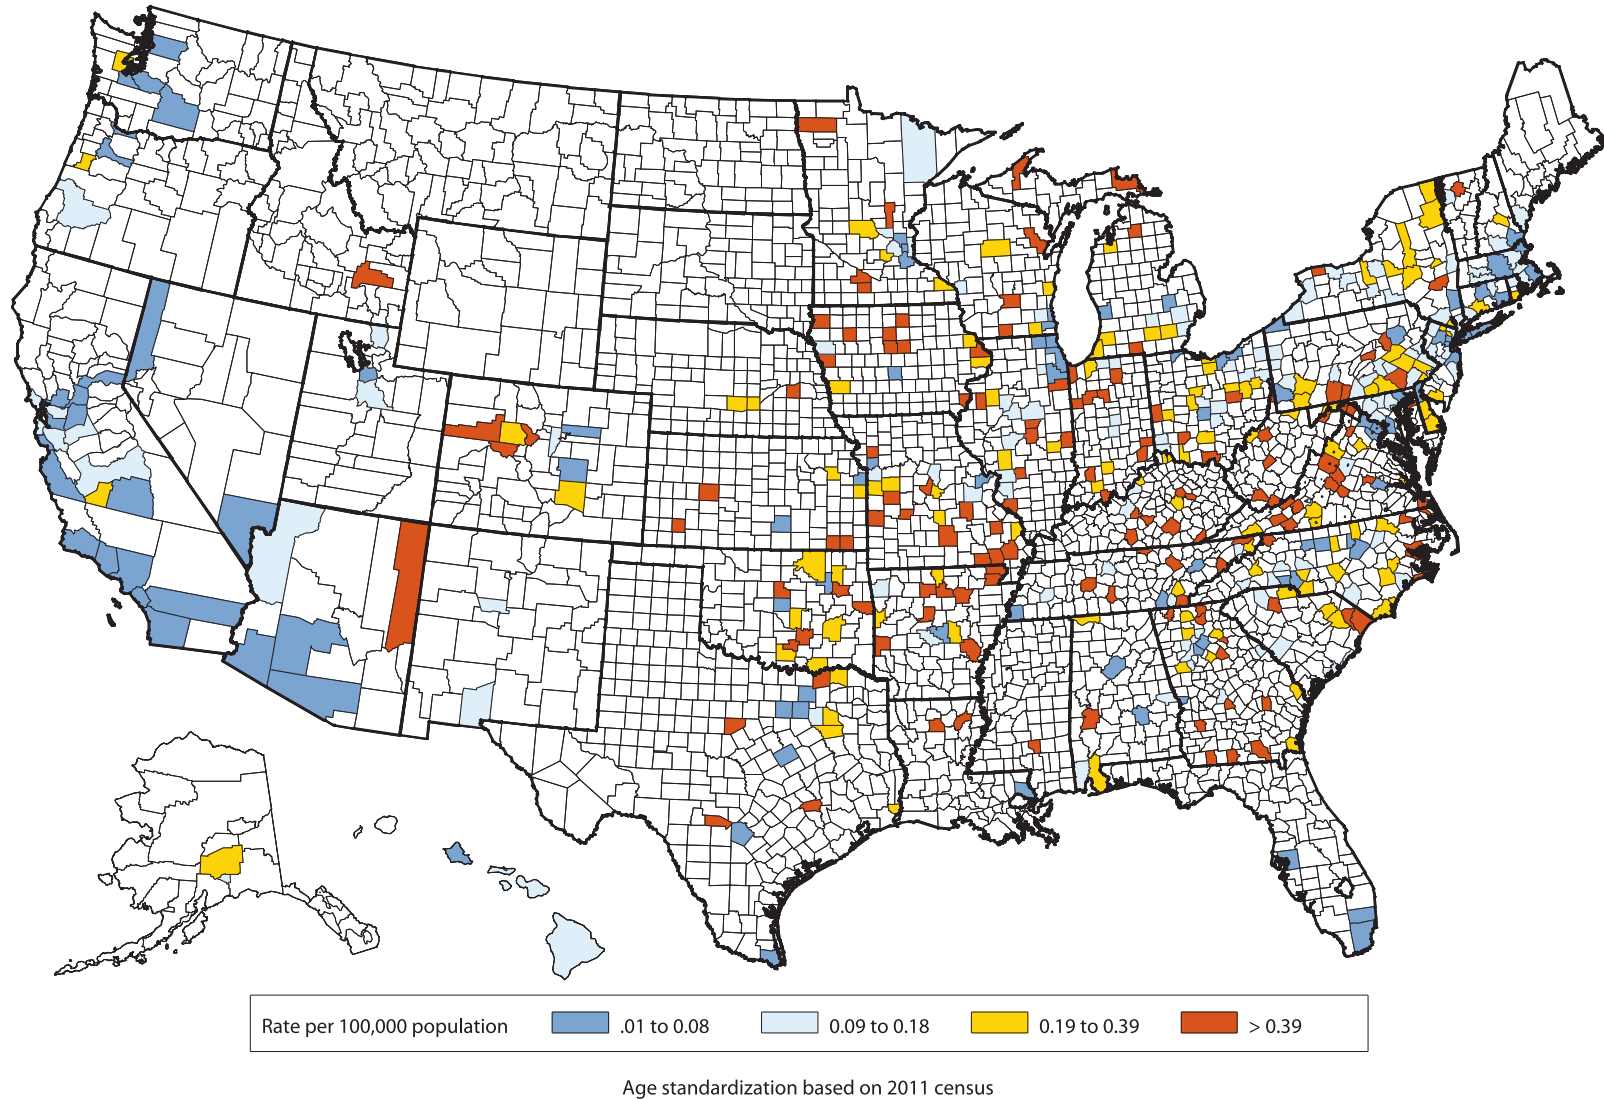 Rate per 100,000 population .01 to 0.08 0.09 to 0.18 0.19 to 0.39 > 0.39
Age standardization based on 2011 census